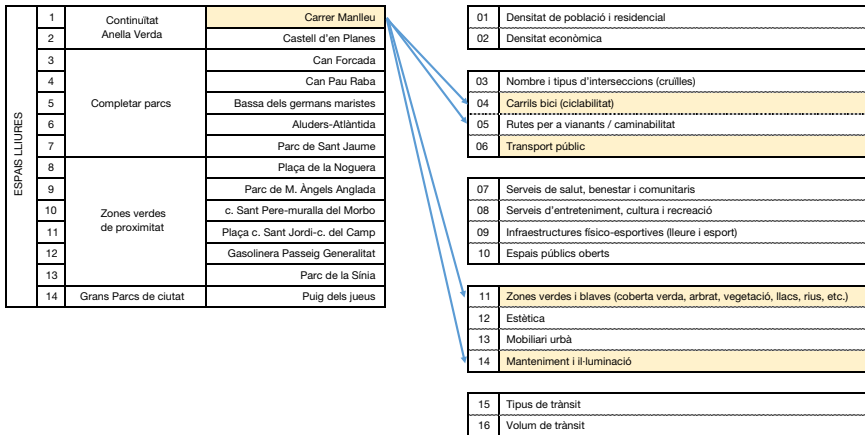 ESPAIS LLIURES
1
Continuïtat
Anella Verda
Carrer Manlleu
2
Castell d'en Planes
3
Completar parcs
Can Forcada
4
Can Pau Raba
5
Bassa dels germans maristes
6
Aluders-Atlàntida
7
Parc de Sant Jaume
8
Zones verdes
de proximitat
Plaça de la Noguera
9
Parc de M. Àngels Anglada
10
c. Sant Pere-muralla del Morbo
11
Plaça c. Sant Jordi-c. del Camp
12
Gasolinera Passeig Generalitat
13
Parc de la Sínia
14
Grans Parcs de ciutat
Puig dels jueus
01 Densitat de població i residencial
02 Densitat econòmica
03 Nombre i tipus d'interseccions (cruïlles)
04 Carrils bici (ciclabilitat)
05 Rutes per a vianants / caminabilitat
06 Transport públic
07 Serveis de salut, benestar i comunitaris
08 Serveis d'entreteniment, cultura i recreació
09 Infraestructures físico-esportives (lleure i esport)
10 Espais públics oberts
11 Zones verdes i blaves (coberta verda, arbrat, vegetació, llacs, rius, etc.)
12 Estètica
13 Mobiliari urbà
14 Manteniment i il·luminació
15 Tipus de trànsit
16 Volum de trànsit